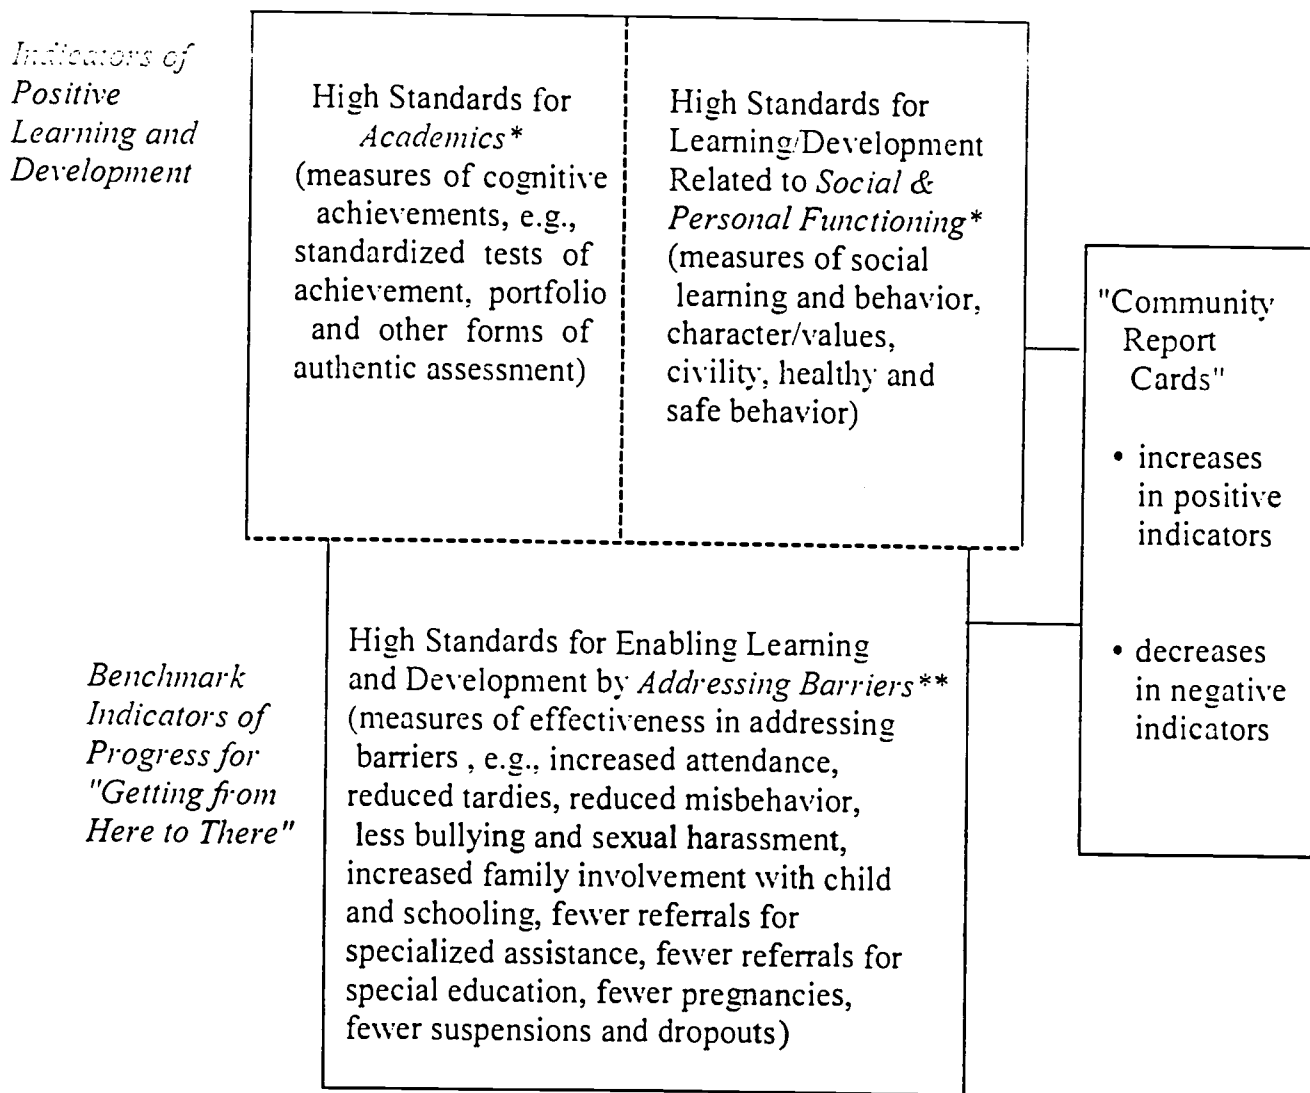 Indicators of
Positive
Learning and
Development
High Standards for
Academics*
(measures of cognitive
achievements, e.g.,
standardized tests of
achievement, portfolio
and other forms of
authentic assessment)
High Standards for
Learning/Development
Related to Social &
Personal Functioning*
(measures of social
learning and behavior,
character/values,
civility, healthy and
safe behavior)
"Community
Report
Cards"
• increases
in positive
indicators
• decreases
in negative
indicators
Benchmark
Indicators of
Progress for
"Getting from
Here to There"
High Standards for Enabling Learning
and Development by Addressing Barriers**
(measures of effectiveness in addressing
barriers , e.g., increased attendance,
reduced tardies, reduced misbehavior,
less bullying and sexual harassment,
increased family involvement with child
and schooling, fewer referrals for
specialized assistance, fewer referrals for
special education, fewer pregnancies,
fewer suspensions and dropouts)